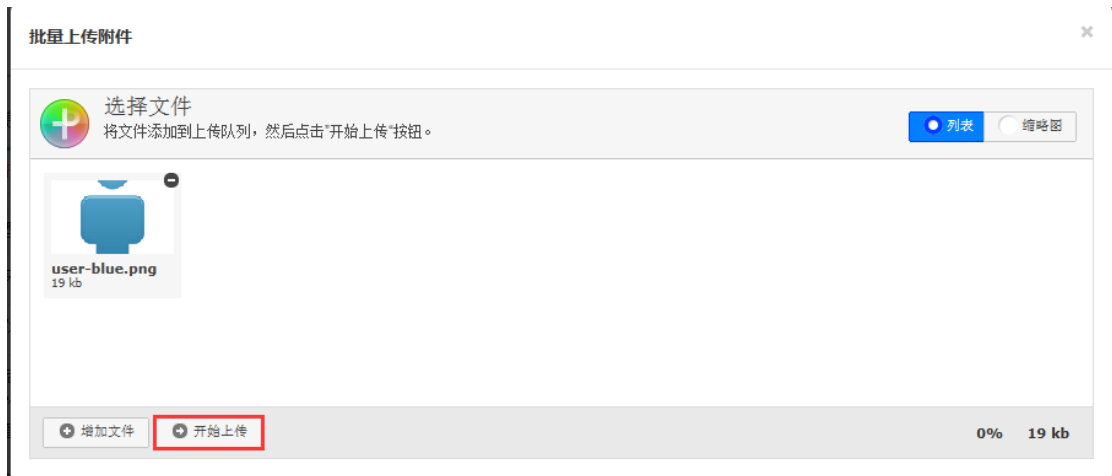 批量上传附件
×
选择文件
将文件添加到上传队列，然后点击"开始上传"按钮。
列表 缩略图
user-blue.png
19 kb
增加文件 开始上传 0% 19 kb